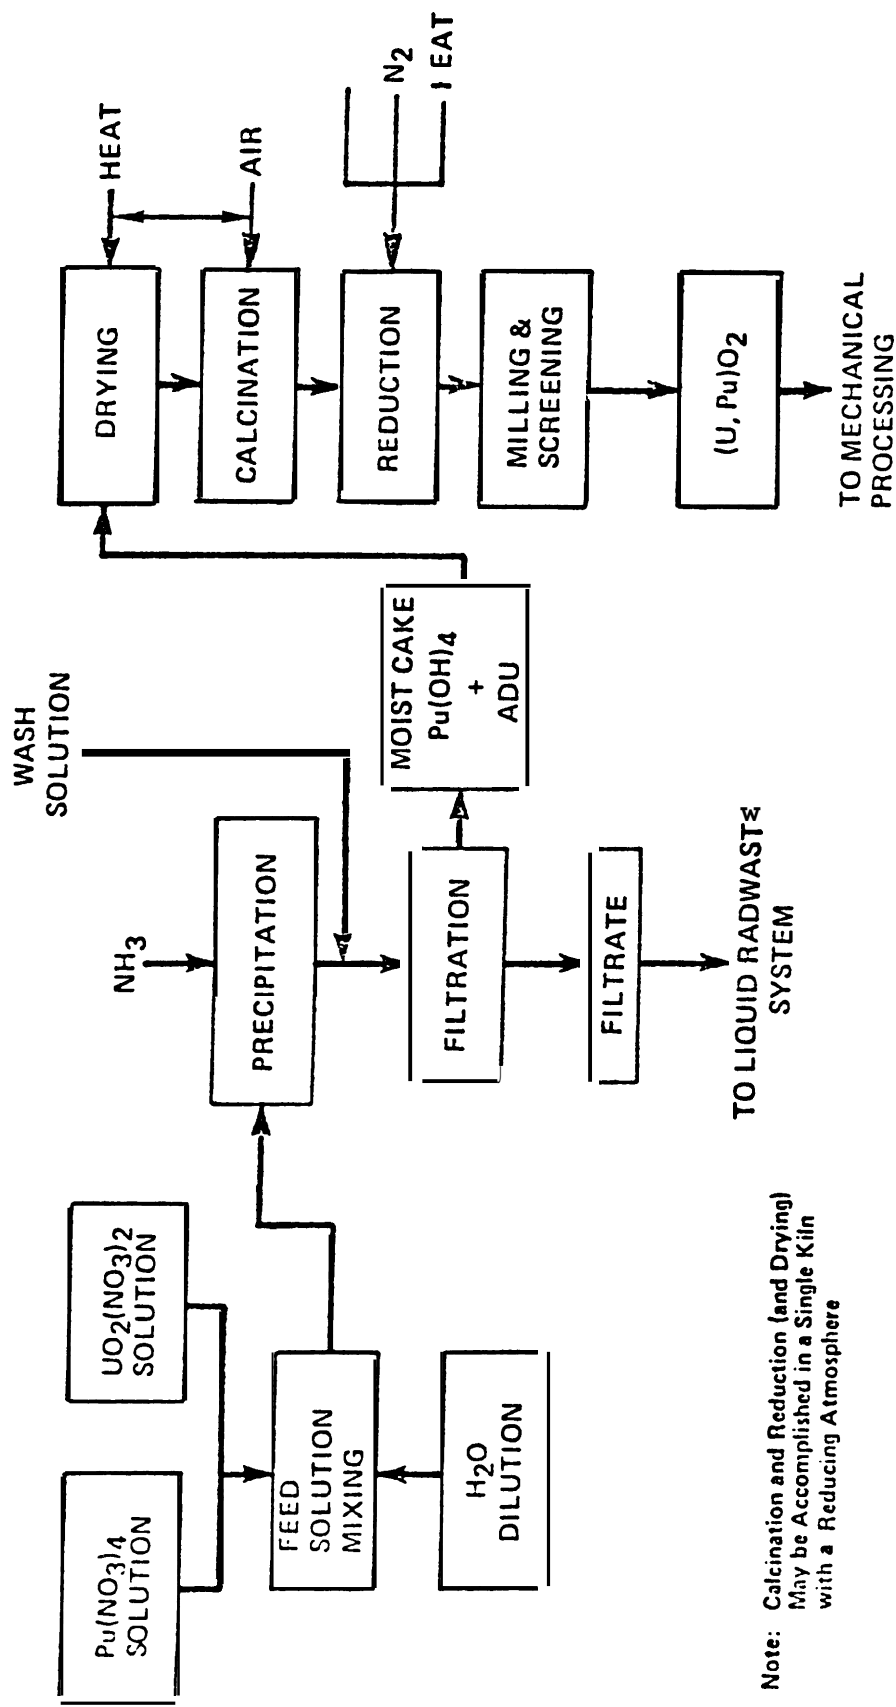 Pu(NO3)4
SOLUTION
UO2(NO3)2
SOLUTION
FEED
SOLUTION
MIXING
H2O
DILUTION
NH3
PRECIPITATION
WASH
SOLUTION
FILTRATION
FILTRATE
TO LIQUID RADWASTE
SYSTEM
MOIST CAKE
Pu(OH)4
+
ADU
DRYING
HEAT
CALCINATION
AIR
REDUCTION
N2
MILLING &
SCREENING
(U, Pu)O2
TO MECHANICAL
PROCESSING
Note: Calcination and Reduction (and Drying)
May be Accomplished in a Single Kiln
with a Reducing Atmosphere